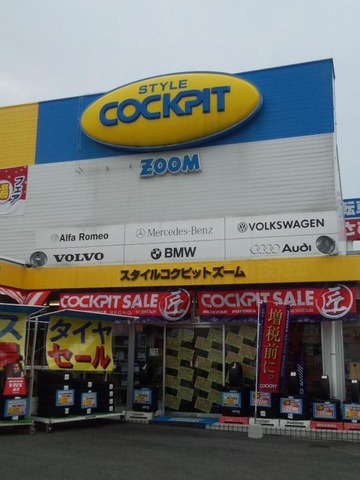 STYLE
COCKPIT
ZOOM
Alfa Romeo Mercedes-Benz VOLKSWAGEN
VOLVO BMW Audi
スタイルコクピットズーム
COCKPIT SALE 匠 COCKPIT SALE 匠
タイヤ
セール
増税前に。
COCKPIT